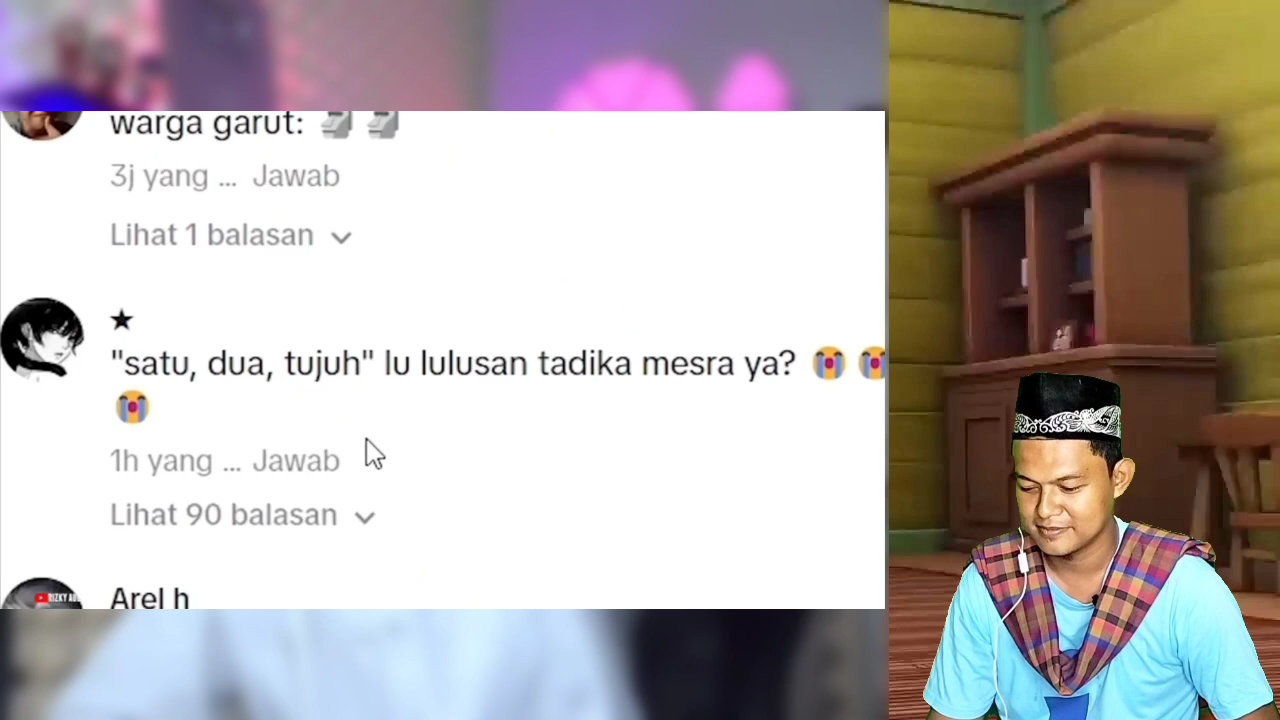 warga garut: 🗿 🗿
3j yang ... Jawab
Lihat 1 balasan
★
"satu, dua, tujuh" lu lulusan tadika mesra ya? 😭 😭
😭
1h yang ... Jawab
Lihat 90 balasan
Arel h